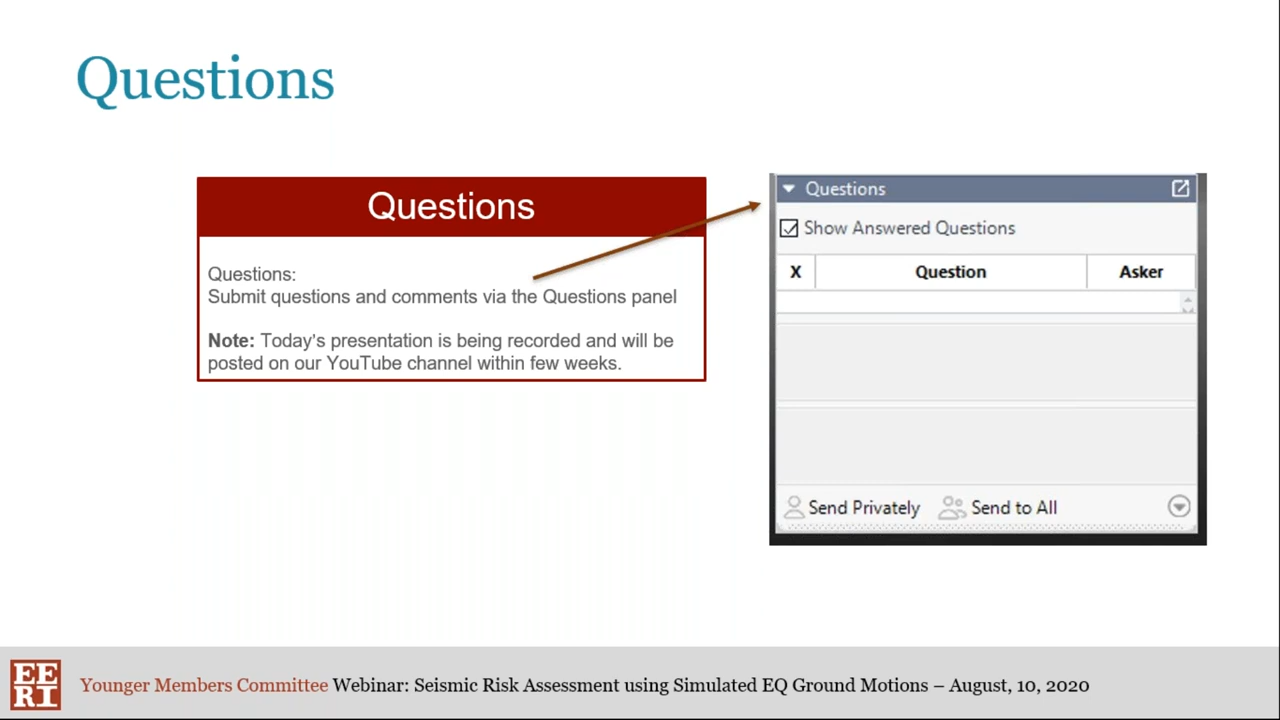 Questions
Questions
Questions:
Submit questions and comments via the Questions panel
Note: Today's presentation is being recorded and will be
posted on our YouTube channel within few weeks.
Questions
Show Answered Questions
X Question Asker
Send Privately Send to All
EE
RI
Younger Members Committee Webinar: Seismic Risk Assessment using Simulated EQ Ground Motions – August, 10, 2020